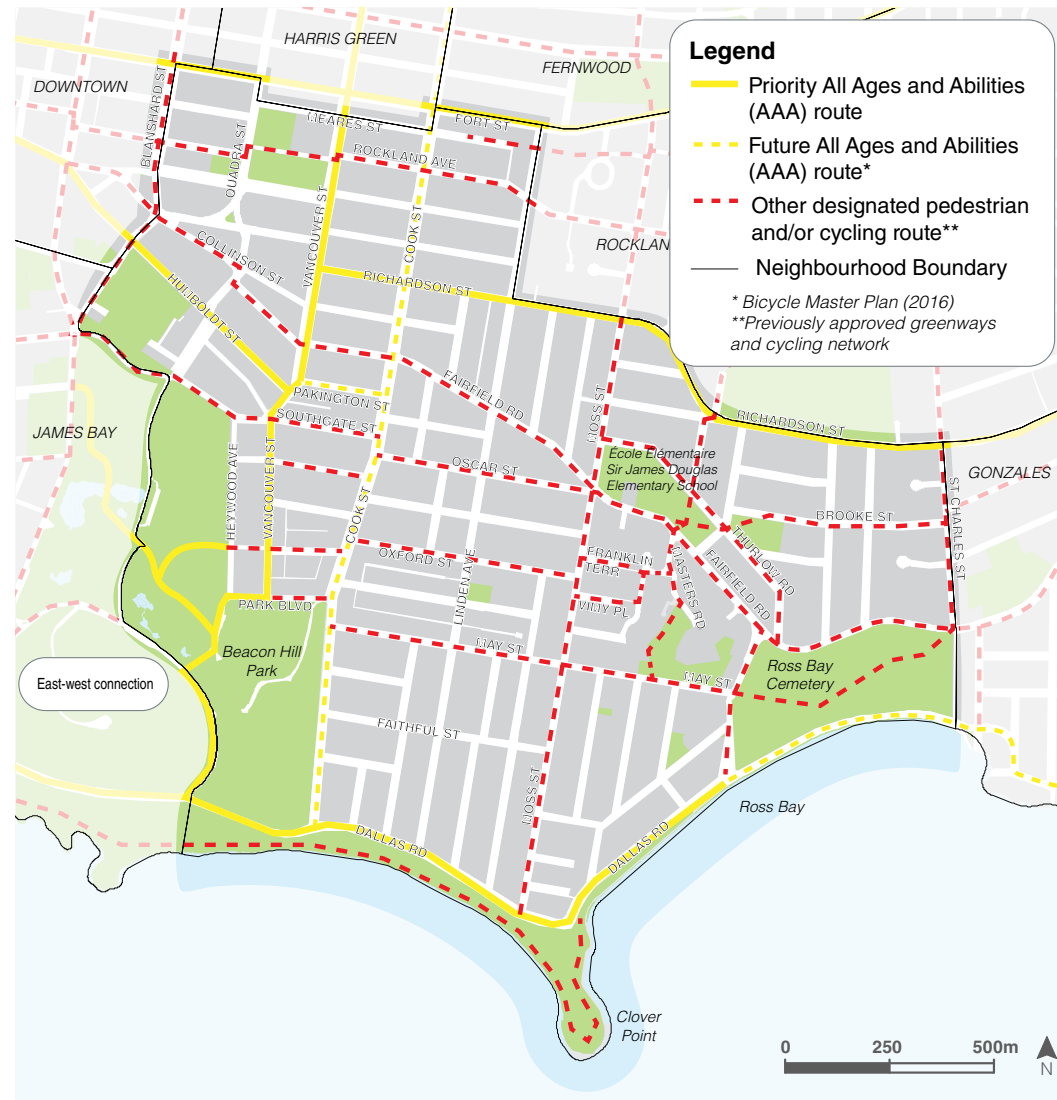 HARRIS GREEN
DOWNTOWN
FERNWOOD
Legend
Priority All Ages and Abilities
(AAA) route
Future All Ages and Abilities
(AAA) route*
Other designated pedestrian
and/or cycling route**
Neighbourhood Boundary
* Bicycle Master Plan (2016)
**Previously approved greenways
and cycling network
BLANSHARD ST
QUADRA ST
MEARES ST
FORT ST
ROCKLAND AVE
VANCOUVER ST
COOK ST
ROCKLAN
COLLINSON ST
RICHARDSON ST
HUMBOLDT ST
FAIRFIELD RD
PAKINGTON ST
SOUTHGATE ST
MOSS ST
RICHARDSON ST
JAMES BAY
HEYWOOD AVE
VANCOUVER ST
OSCAR ST
École Élémentaire
Sir James Douglas
Elementary School
GONZALES
ST CHARLES ST
BROOKE ST
COOK ST
OXFORD ST
LINDEN AVE
FRANKLIN
TERR
MASTERS RD
FAIRFIELD RD
THURLOW RD
VIMY PL
PARK BLVD
MAY ST
Beacon Hill
Park
East-west connection
MAY ST
Ross Bay
Cemetery
FAITHFUL ST
MOSS ST
Ross Bay
DALLAS RD
DALLAS RD
Clover
Point
0 250 500m
N